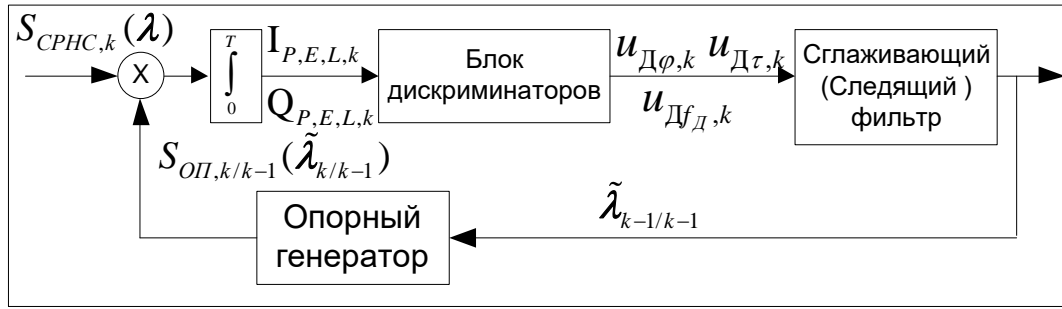 S_{СРНС,k}(λ)
X
∫_0^T
I_{P,E,L,k}
Q_{P,E,L,k}
Блок
дискриминаторов
u_{Дφ,k} u_{Дτ,k}
u_{Дf_Д,k}
Сглаживающий
(Следящий )
фильтр
S_{ОП,k/k−1}(λ̃_{k/k−1})
Опорный
генератор
λ̃_{k−1/k−1}